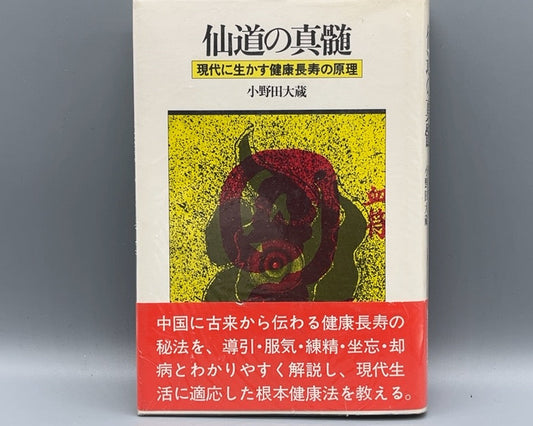 仙道の真髄
現代に生かす健康長寿の原理
小野田大蔵
中国に古来から伝わる健康長寿の
秘法を、導引・服気・練精・坐忘・却
病とわかりやすく解説し、現代生
活に適応した根本健康法を教える。